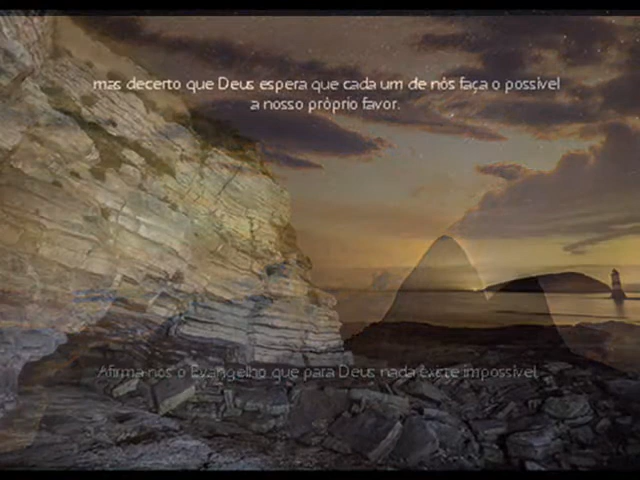 mas decerto que Deus espera que cada um de nós faça o possível
a nosso próprio favor.
Afirma-nos o Evangelho que para Deus nada existe impossível